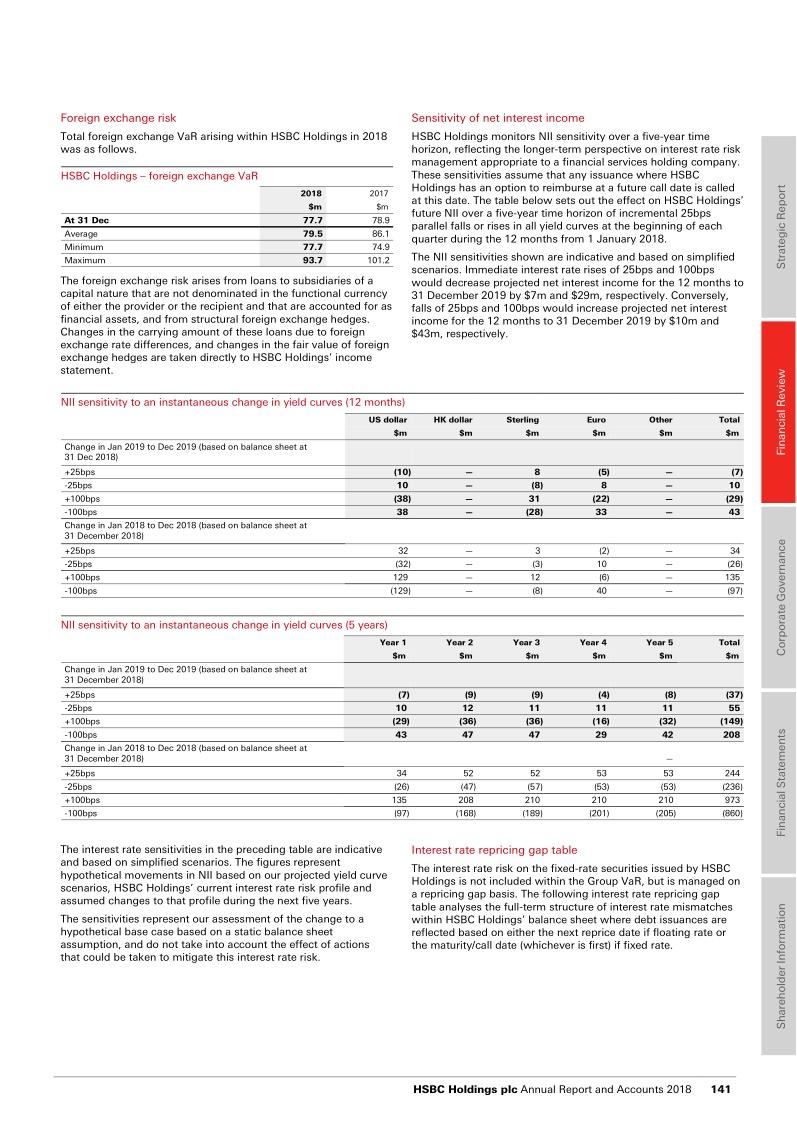 Foreign exchange risk
Total foreign exchange VaR arising within HSBC Holdings in 2018
was as follows.
HSBC Holdings – foreign exchange VaR
2018 2017
$m $m
At 31 Dec 77.7 78.9
Average 79.5 86.1
Minimum 77.7 74.9
Maximum 93.7 101.2
The foreign exchange risk arises from loans to subsidiaries of a
capital nature that are not denominated in the functional currency
of either the provider or the recipient and that are accounted for as
financial assets, and from structural foreign exchange hedges.
Changes in the carrying amount of these loans due to foreign
exchange rate differences, and changes in the fair value of foreign
exchange hedges are taken directly to HSBC Holdings' income
statement.
Sensitivity of net interest income
HSBC Holdings monitors NII sensitivity over a five-year time
horizon, reflecting the longer-term perspective on interest rate risk
management appropriate to a financial services holding company.
These sensitivities assume that any issuance where HSBC
Holdings has an option to reimburse at a future call date is called
at this date. The table below sets out the effect on HSBC Holdings'
future NII over a five-year time horizon of incremental 25bps
parallel falls or rises in all yield curves at the beginning of each
quarter during the 12 months from 1 January 2018.
The NII sensitivities shown are indicative and based on simplified
scenarios. Immediate interest rate rises of 25bps and 100bps
would decrease projected net interest income for the 12 months to
31 December 2019 by $7m and $29m, respectively. Conversely,
falls of 25bps and 100bps would increase projected net interest
income for the 12 months to 31 December 2019 by $10m and
$43m, respectively.
NII sensitivity to an instantaneous change in yield curves (12 months)
US dollar HK dollar Sterling Euro Other Total
$m $m $m $m $m $m
Change in Jan 2019 to Dec 2019 (based on balance sheet at
31 Dec 2018)
+25bps (10) — 8 (5) — (7)
-25bps 10 — (8) 8 — 10
+100bps (38) — 31 (22) — (29)
-100bps 38 — (28) 33 — 43
Change in Jan 2018 to Dec 2018 (based on balance sheet at
31 December 2018)
+25bps 32 — 3 (2) — 34
-25bps (32) — (3) 10 — (26)
+100bps 129 — 12 (6) — 135
-100bps (129) — (8) 40 — (97)
NII sensitivity to an instantaneous change in yield curves (5 years)
Year 1 Year 2 Year 3 Year 4 Year 5 Total
$m $m $m $m $m $m
Change in Jan 2019 to Dec 2019 (based on balance sheet at
31 December 2018)
+25bps (7) (9) (9) (4) (8) (37)
-25bps 10 12 11 11 11 55
+100bps (29) (36) (36) (16) (32) (149)
-100bps 43 47 47 29 42 208
Change in Jan 2018 to Dec 2018 (based on balance sheet at
31 December 2018) —
+25bps 34 52 52 53 53 244
-25bps (26) (47) (57) (53) (53) (236)
+100bps 135 208 210 210 210 973
-100bps (97) (168) (189) (201) (205) (860)
The interest rate sensitivities in the preceding table are indicative
and based on simplified scenarios. The figures represent
hypothetical movements in NII based on our projected yield curve
scenarios, HSBC Holdings' current interest rate risk profile and
assumed changes to that profile during the next five years.
The sensitivities represent our assessment of the change to a
hypothetical base case based on a static balance sheet
assumption, and do not take into account the effect of actions
that could be taken to mitigate this interest rate risk.
Interest rate repricing gap table
The interest rate risk on the fixed-rate securities issued by HSBC
Holdings is not included within the Group VaR, but is managed on
a repricing gap basis. The following interest rate repricing gap
table analyses the full-term structure of interest rate mismatches
within HSBC Holdings' balance sheet where debt issuances are
reflected based on either the next reprice date if floating rate or
the maturity/call date (whichever is first) if fixed rate.
Strategic Report
Financial Review
Corporate Governance
Financial Statements
Shareholder Information
HSBC Holdings plc Annual Report and Accounts 2018 141